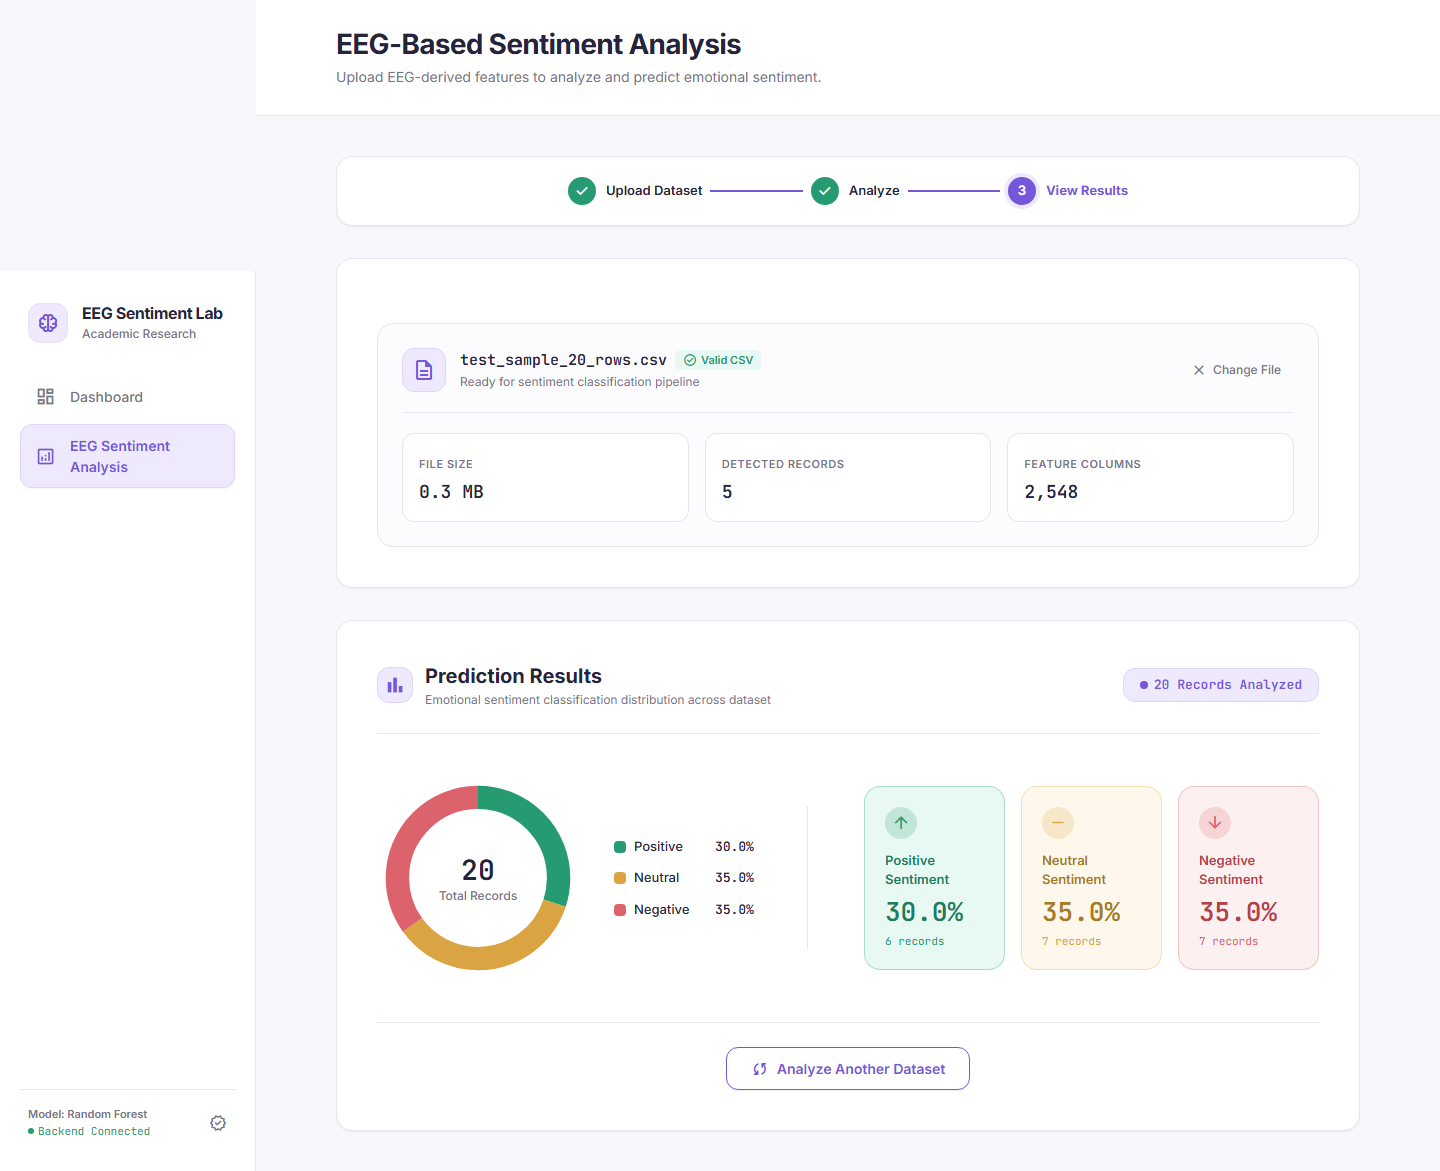 EEG-Based Sentiment Analysis
Upload EEG-derived features to analyze and predict emotional sentiment.
Upload Dataset
Analyze
3
View Results
EEG Sentiment Lab
Academic Research
Dashboard
EEG Sentiment
Analysis
test_sample_20_rows.csv
Valid CSV
Ready for sentiment classification pipeline
Change File
FILE SIZE
0.3 MB
DETECTED RECORDS
5
FEATURE COLUMNS
2,548
Prediction Results
Emotional sentiment classification distribution across dataset
20 Records Analyzed
20
Total Records
Positive 30.0%
Neutral 35.0%
Negative 35.0%
Positive
Sentiment
30.0%
6 records
Neutral
Sentiment
35.0%
7 records
Negative
Sentiment
35.0%
7 records
Analyze Another Dataset
Model: Random Forest
Backend Connected